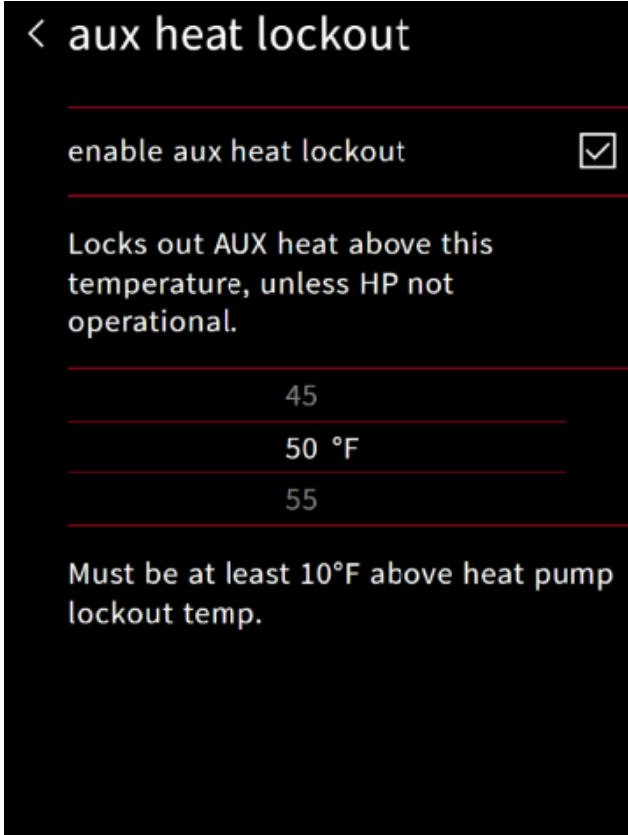 < aux heat lockout
enable aux heat lockout
Locks out AUX heat above this
temperature, unless HP not
operational.
45
50 °F
55
Must be at least 10°F above heat pump
lockout temp.